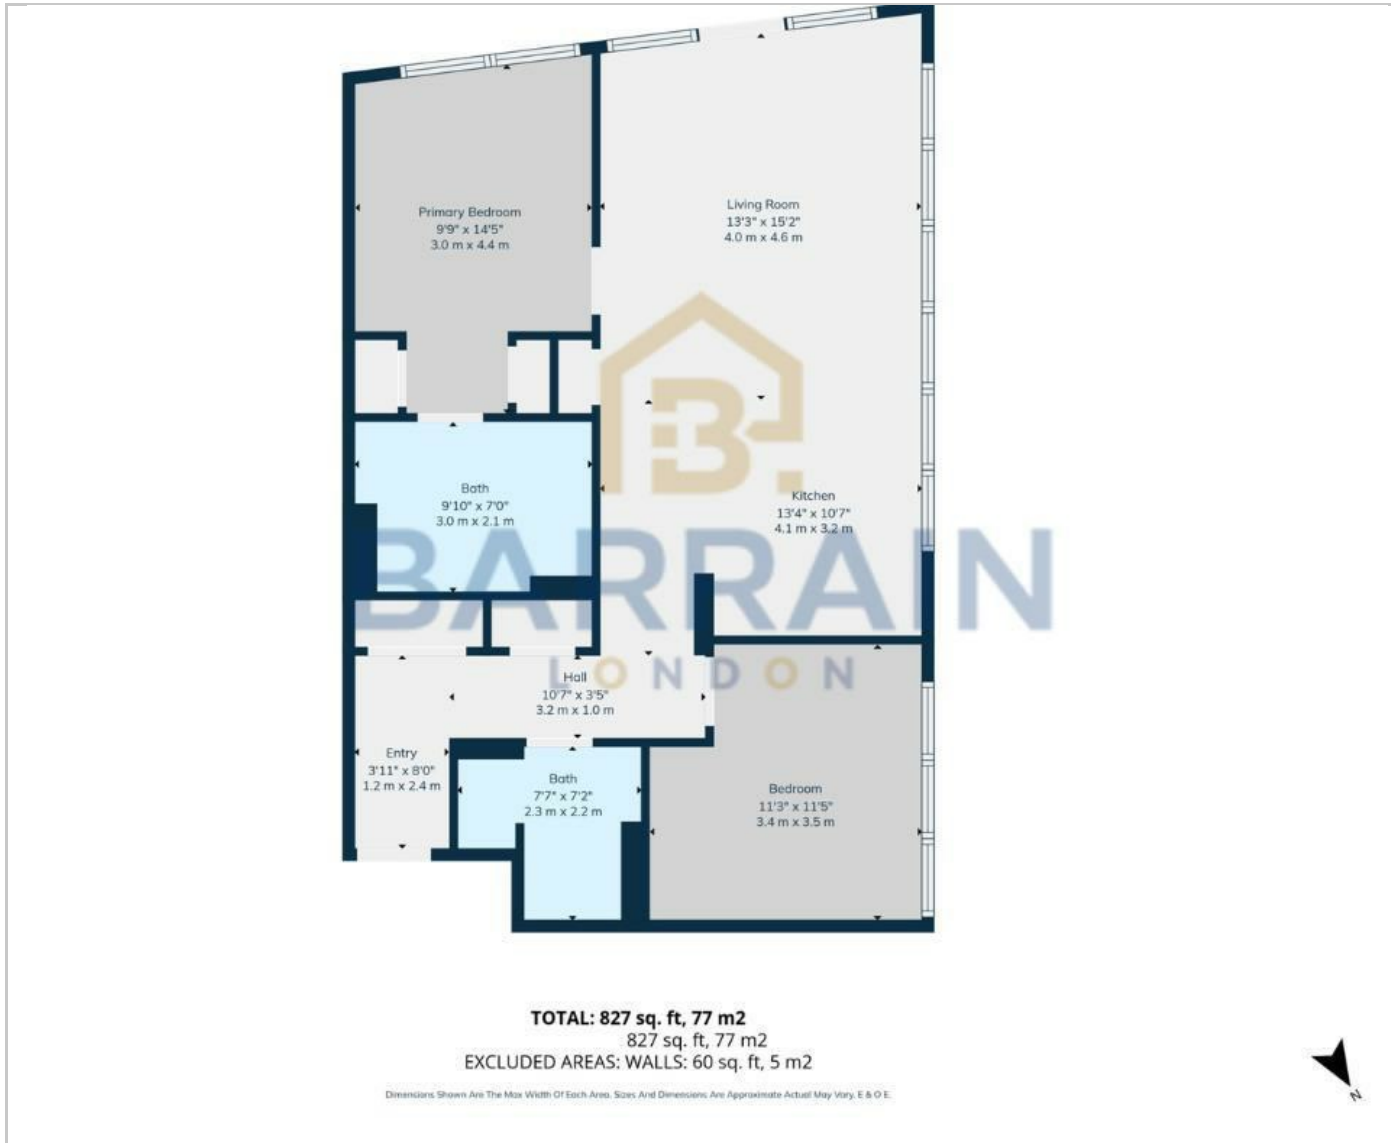 Primary Bedroom
9'9" x 14'5"
3.0 m x 4.4 m
Living Room
13'3" x 15'2"
4.0 m x 4.6 m
B.
Bath
9'10" x 7'0"
3.0 m x 2.1 m
Kitchen
13'4" x 10'7"
4.1 m x 3.2 m
BARRAIN
LONDON
Hall
10'7" x 3'5"
3.2 m x 1.0 m
Entry
3'11" x 8'0"
1.2 m x 2.4 m
Bath
7'7" x 7'2"
2.3 m x 2.2 m
Bedroom
11'3" x 11'5"
3.4 m x 3.5 m
TOTAL: 827 sq. ft, 77 m2
827 sq. ft, 77 m2
EXCLUDED AREAS: WALLS: 60 sq. ft, 5 m2
Dimensions Shown Are The Max Width Of Each Area. Sizes And Dimensions Are Approximate Actual May Vary. E & O E.
N